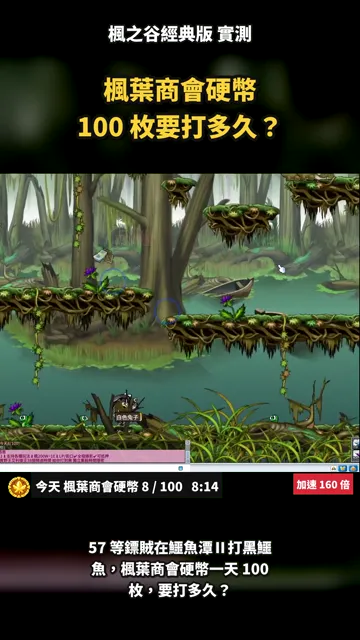 楓之谷經典版 實測
楓葉商會硬幣
100 枚要打多久？
白色兔子
今天 楓葉商會硬幣 8 / 100 8:14
加速 160 倍
57 等鏢賊在鱷魚潭Ⅱ打黑鱷
魚，楓葉商會硬幣一天 100
枚，要打多久？